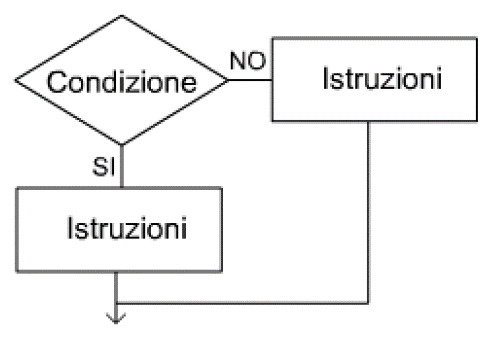 Condizione
NO
Istruzioni
SI
Istruzioni